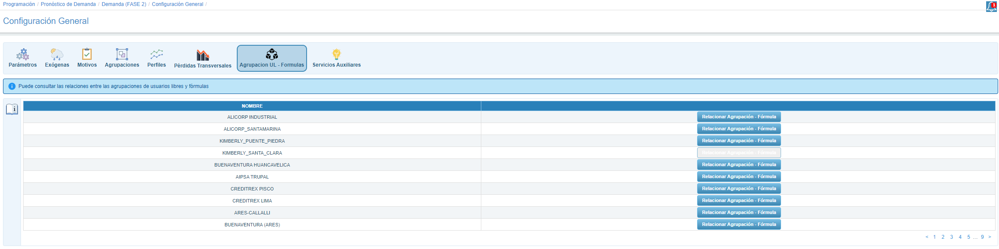 Programación / Pronóstico de Demanda / Demanda (FASE 2) / Configuración General /
1
Configuración General
Parámetros
Exógenas
Motivos
Agrupaciones
Perfiles
Pérdidas Transversales
Agrupacion UL - Formulas
Servicios Auxiliares
i Puede consultar las relaciones entre las agrupaciones de usuarios libres y fórmulas
i
NOMBRE
ALICORP INDUSTRIAL Relacionar Agrupación - Fórmula
ALICORP_SANTAMARINA Relacionar Agrupación - Fórmula
KIMBERLY_PUENTE_PIEDRA Relacionar Agrupación - Fórmula
KIMBERLY_SANTA_CLARA Relacionar Agrupación - Fórmula
BUENAVENTURA HUANCAVELICA Relacionar Agrupación - Fórmula
AIPSA TRUPAL Relacionar Agrupación - Fórmula
CREDITREX PISCO Relacionar Agrupación - Fórmula
CREDITREX LIMA Relacionar Agrupación - Fórmula
ARES-CALLALLI Relacionar Agrupación - Fórmula
BUENAVENTURA (ARES) Relacionar Agrupación - Fórmula
< 1 2 3 4 5 ... 9 >